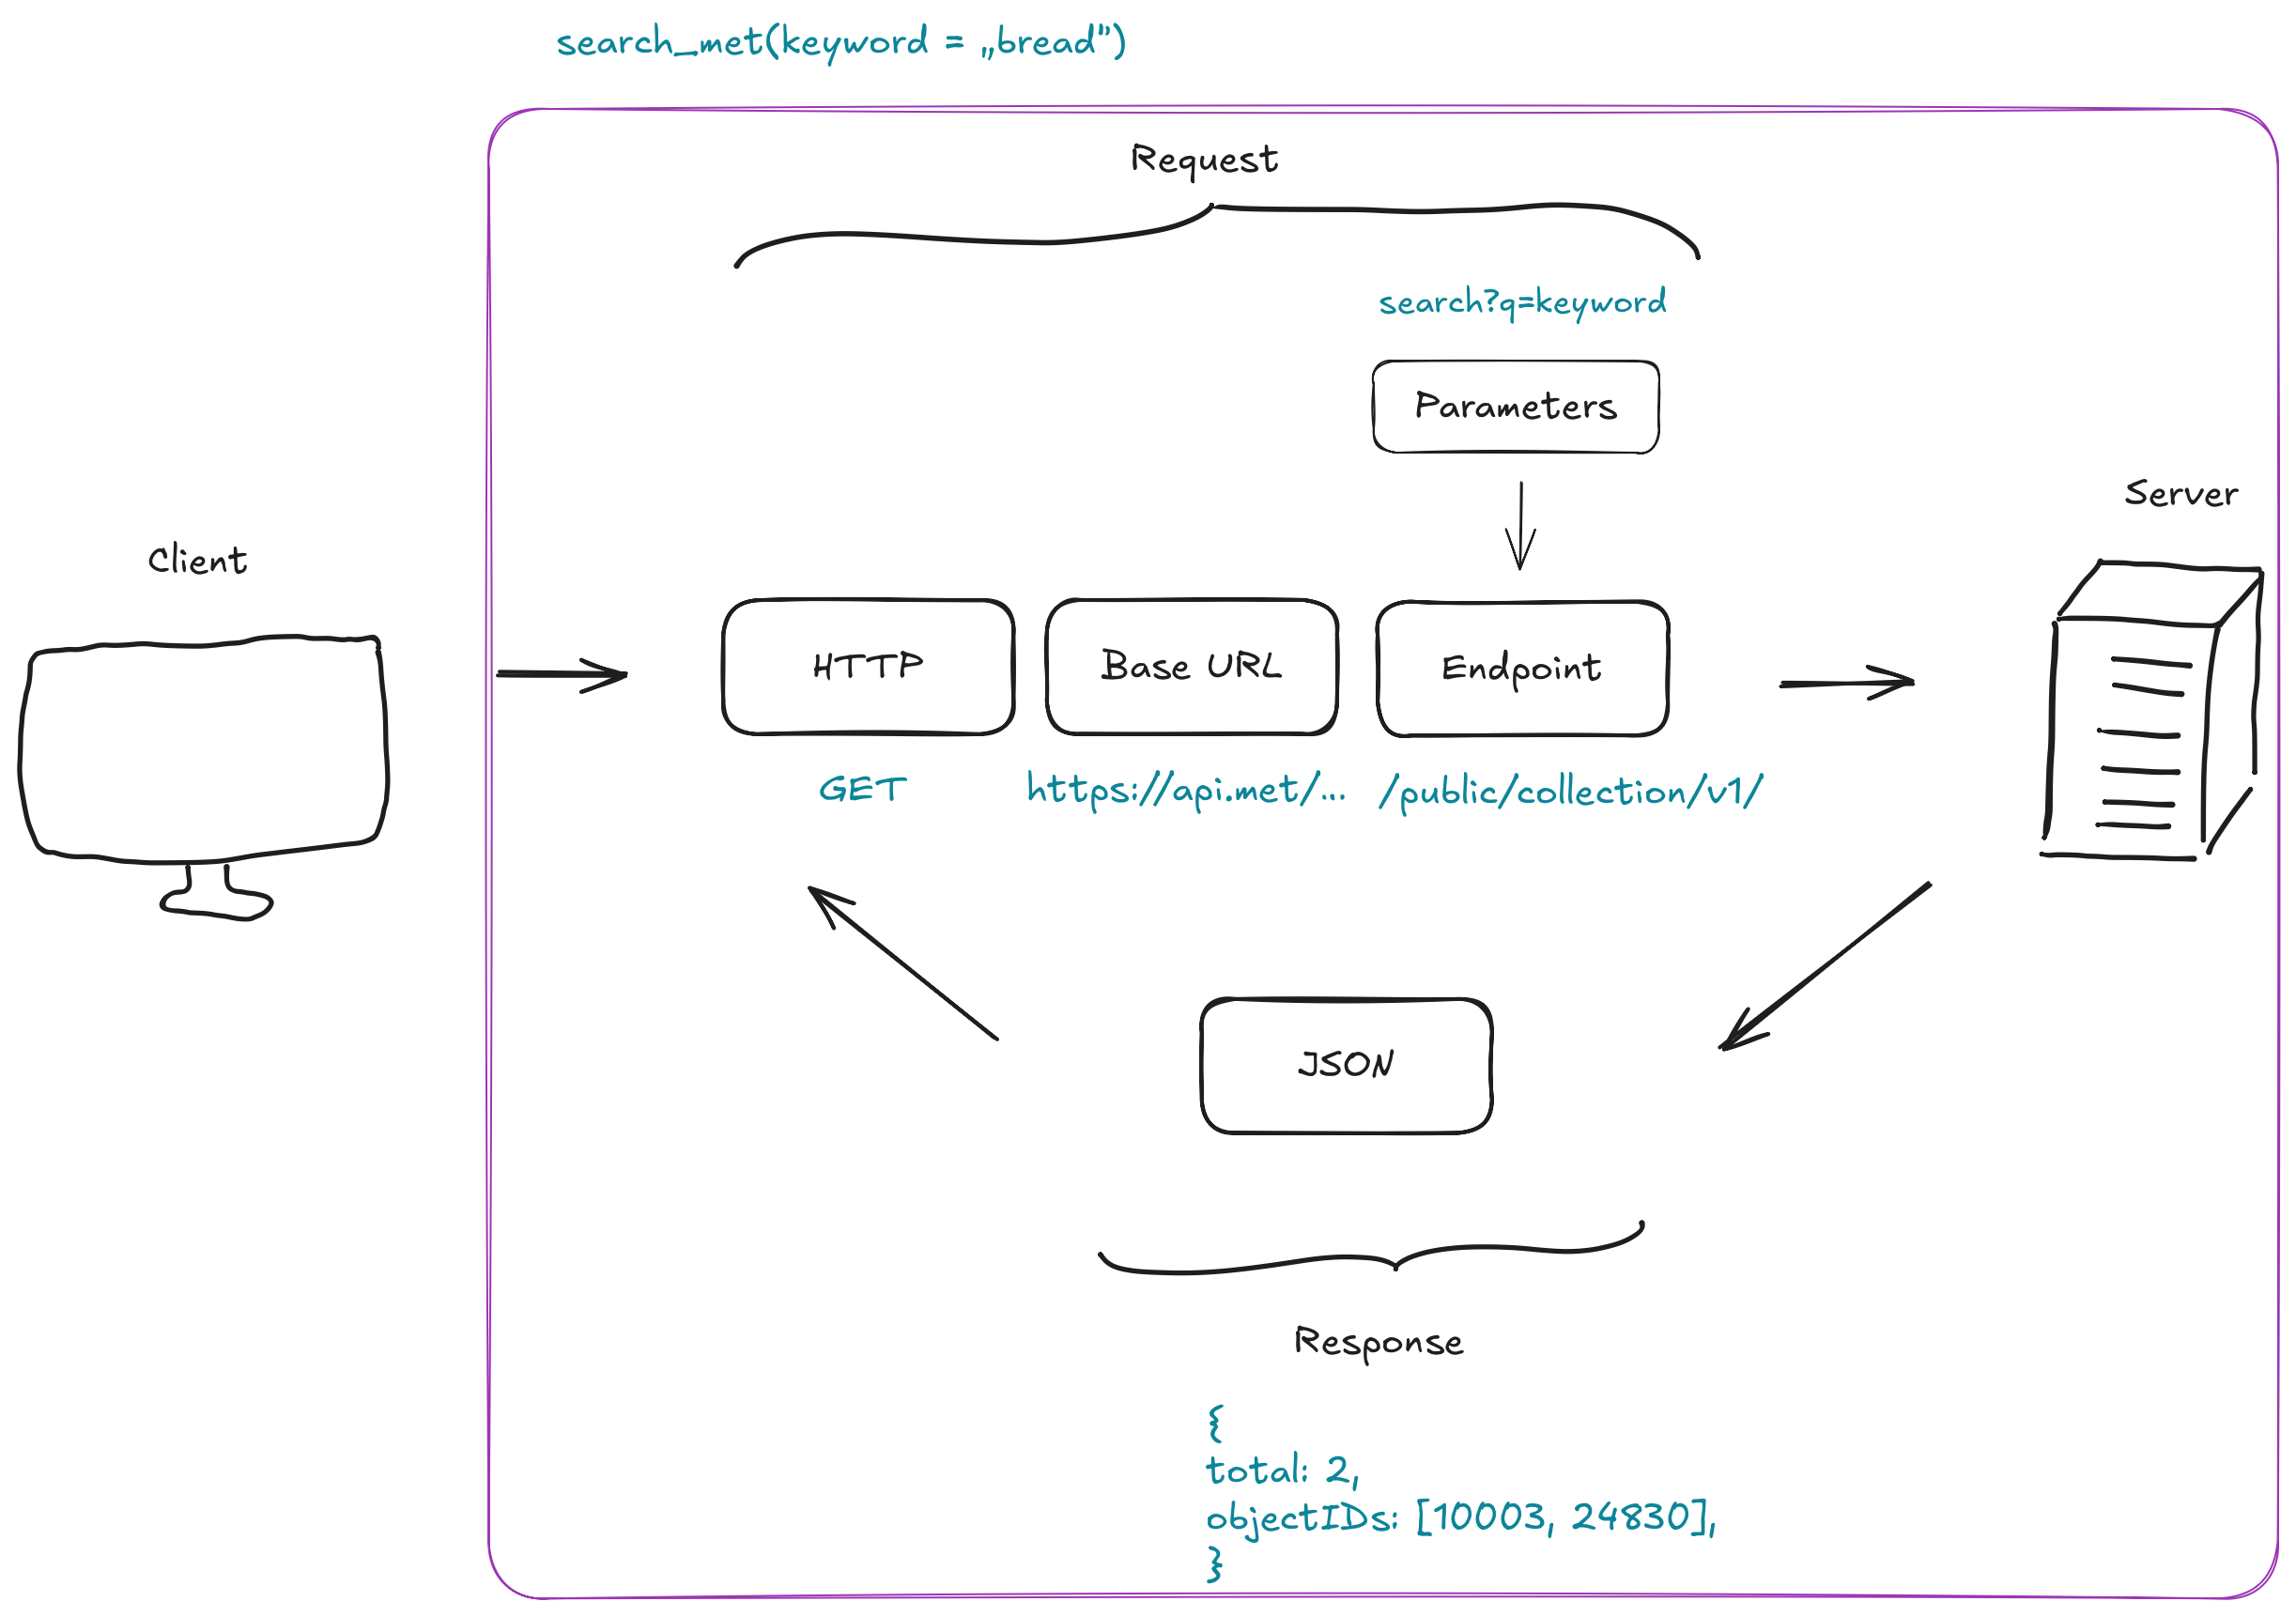 search_met(keyword = ,,bread")
Request
search?q=keyword
Parameters
Server
Client
HTTP
Base URL
Endpoint
GET
https://api.met/...
/public/collection/v1/
JSON
Response
{
total: 2,
objectIDs: [10003, 24830],
}